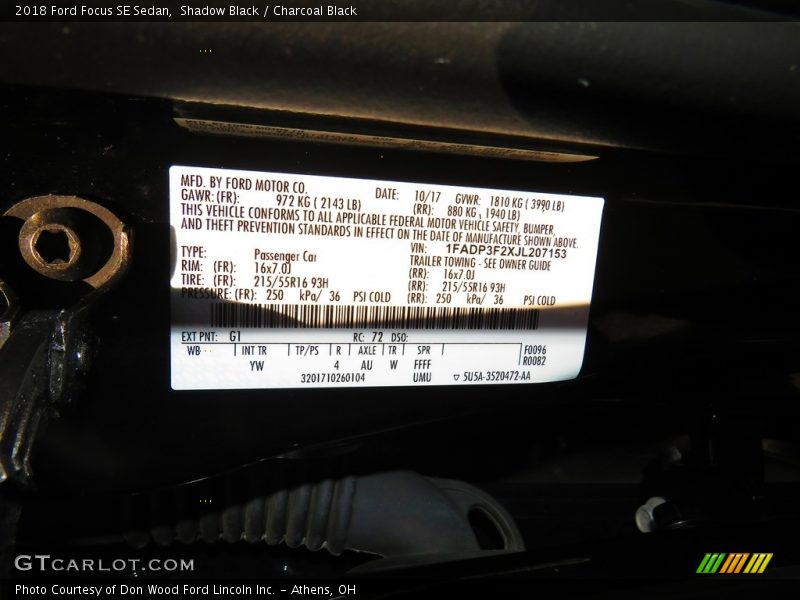 2018 Ford Focus SE Sedan, Shadow Black / Charcoal Black
MFD. BY FORD MOTOR CO.
DATE: 10/17 GVWR: 1810 KG ( 3990 LB)
GAWR: (FR): 972 KG ( 2143 LB) (RR): 880 KG ( 1940 LB)
THIS VEHICLE CONFORMS TO ALL APPLICABLE FEDERAL MOTOR VEHICLE SAFETY, BUMPER,
AND THEFT PREVENTION STANDARDS IN EFFECT ON THE DATE OF MANUFACTURE SHOWN ABOVE.
VIN: 1FADP3F2XJL207153
TYPE: Passenger Car TRAILER TOWING - SEE OWNER GUIDE
RIM: (FR): 16x7.0J (RR): 16x7.0J
TIRE: (FR): 215/55R16 93H (RR): 215/55R16 93H
PRESSURE: (FR): 250 kPa/ 36 PSI COLD (RR): 250 kPa/ 36 PSI COLD
EXT PNT: G1 RC: 72 DSO:
WB INT TR TP/PS R AXLE TR SPR F0096
YW 4 AU W FFFF R0082
3201710260104 UMU ▽ 5U5A-3520472-AA
GTCARLOT.COM
Photo Courtesy of Don Wood Ford Lincoln Inc. - Athens, OH